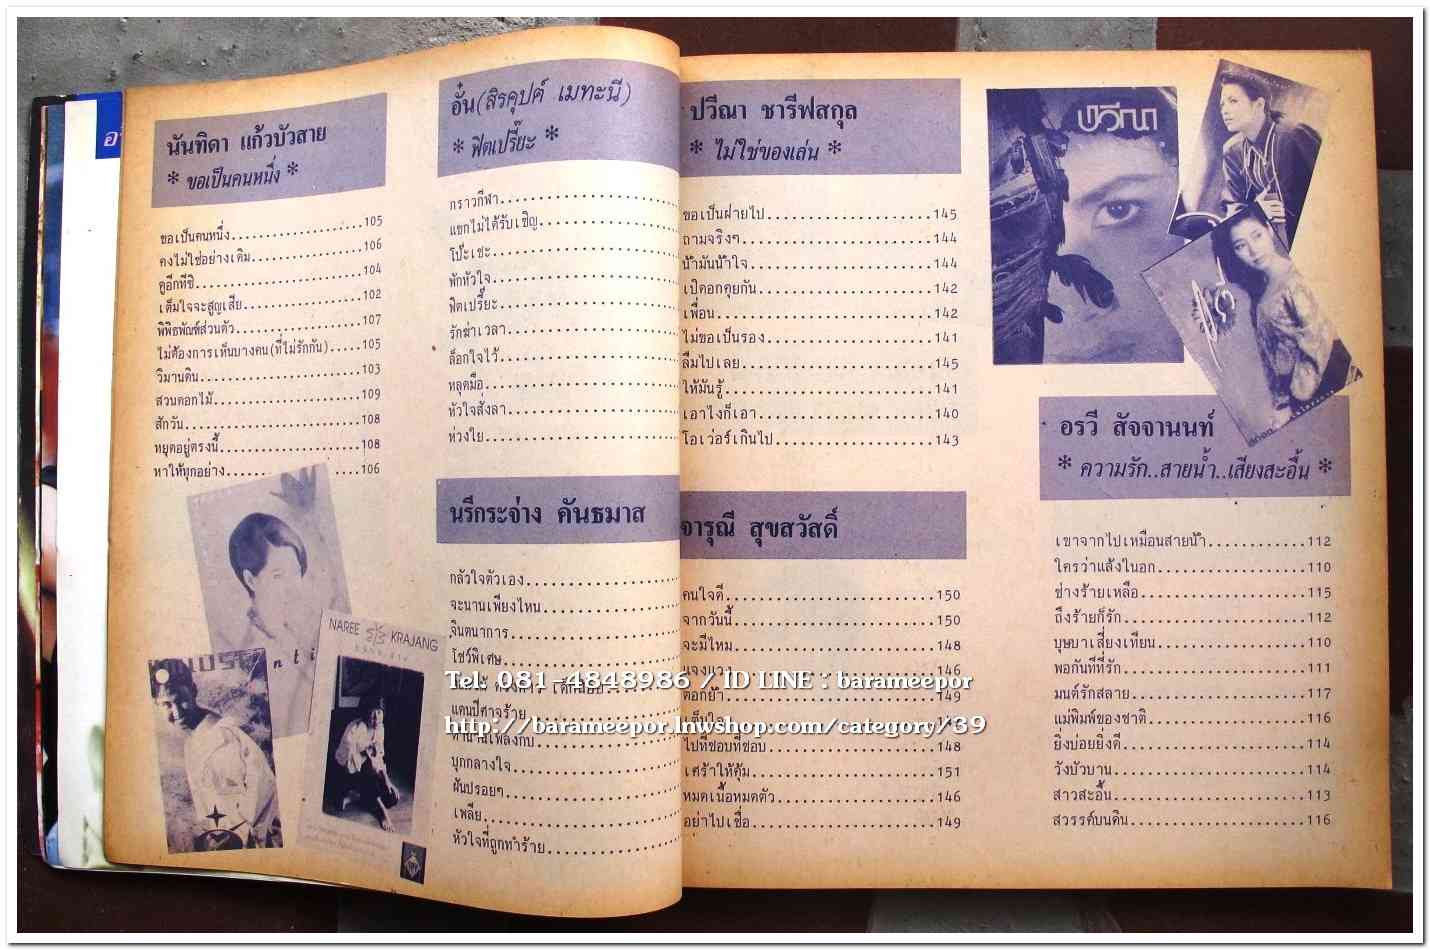 นันทิดา แก้วบัวสาย
* ขอเป็นคนหนึ่ง *
ขอเป็นคนหนึ่ง....................105
คงไม่ใช่อย่างเดิม................106
คูอีกทีซิ........................104
เต็มใจจะสูญเสีย..................102
พิพิธพัณฑ์ส่วนตัว................107
ไม่ต้องการเห็นบางคน(ที่ไม่รักกัน).....105
วิมานดิน........................103
สวนดอกไม้......................109
สักวัน..........................108
หยุดอยู่ตรงนี้....................108
หาให้ทุกอย่าง....................106
NAREE KRAJANG
อั๋น(สิรคุปต์ เมทะนี)
* ฟิตเปรี๊ยะ *
กราวกีฬา
แขกไม่ได้รับเชิญ
โป๊ะเชะ
พักหัวใจ
ฟิตเปรี๊ยะ
รักฆ่าเวลา
ล็อกใจไว้
หลุดมือ
หัวใจสั่งลา
ห่วงใย
นรีกระจ่าง คันธมาส
กลัวใจตัวเอง
จะนานเพียงไหน
จินตนาการ
โชว์พิเศษ
แดนปีศาจร้าย
ตำนานเพลงกบ
บุกกลางใจ
ฝันปรอยๆ
เพลีย
หัวใจที่ถูกทำร้าย
ปวีณา ชารีฟสกุล
* ไม่ใช่ของเล่น *
ขอเป็นฝ่ายไป....................145
ถามจริงๆ......................144
น้ำมันน้ำใจ......................144
เปิดอกคุยกัน....................142
เพื่อน..........................142
ไม่ขอเป็นรอง....................141
ลืมไปเลย......................145
ให้มันรู้........................141
เอาไงก็เอา......................140
โอเว่อร์เกินไป....................143
จารุณี สุขสวัสดิ์
คนใจดี........................150
จากวันนี้........................150
จะมีไหม........................148
146
ตอกย้ำ 149
เต็มใจ
ไปที่ชอบที่ชอบ..................148
เศร้าให้คุ้ม......................151
หมดเนื้อหมดตัว..................146
อย่าไปเชื่อ......................149
ปวีณา
อรวี สัจจานนท์
* ความรัก..สายน้ำ..เสียงสะอื้น *
เขาจากไปเหมือนสายน้ำ............112
ใครว่าแล้งในอก..................110
ช่างร้ายเหลือ....................115
ถึงร้ายก็รัก......................112
บุษบาเสี่ยงเทียน..................110
พอกันทีที่รัก....................111
มนต์รักสลาย....................117
แม่พิมพ์ของชาติ..................116
ยิ่งบ่อยยิ่งดี....................114
วังบัวบาน......................114
สาวสะอื้น......................113
สวรรค์บนดิน....................116
Tel: 081-4848986 / ID LINE : barameepor
http://barameepor.lnwshop.com/category/39